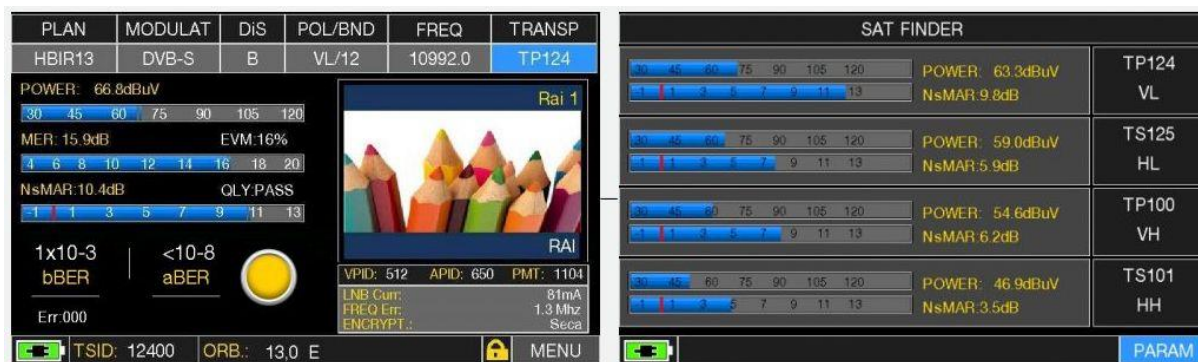 PLAN MODULAT DiS POL/BND FREQ TRANSP
HBIR13 DVB-S B VL/12 10992.0 TP124
POWER: 66.8dBuV
30 45 60 75 90 105 120
MER: 15.9dB EVM:16%
4 6 8 10 12 14 16 18 20
NsMAR:10.4dB QLY:PASS
-1 1 3 5 7 9 11 13
1x10-3 <10-8
bBER aBER
Err:000
Rai 1
RAI
VPID: 512 APID: 650 PMT: 1104
LNB Curr: 81mA
FREQ Err: 1.3 Mhz
ENCRYPT.: Seca
TSID: 12400 ORB.: 13,0 E MENU
SAT FINDER
30 45 60 75 90 105 120 POWER: 63.3dBuV TP124
-1 1 3 5 7 9 11 13 NsMAR:9.8dB VL
30 45 60 75 90 105 120 POWER: 59.0dBuV TS125
-1 1 3 5 7 9 11 13 NsMAR:5.9dB HL
30 45 60 75 90 105 120 POWER: 54.6dBuV TP100
-1 1 3 5 7 9 11 13 NsMAR:6.2dB VH
30 45 60 75 90 105 120 POWER: 46.9dBuV TS101
-1 1 3 5 7 9 11 13 NsMAR:3.5dB HH
PARAM